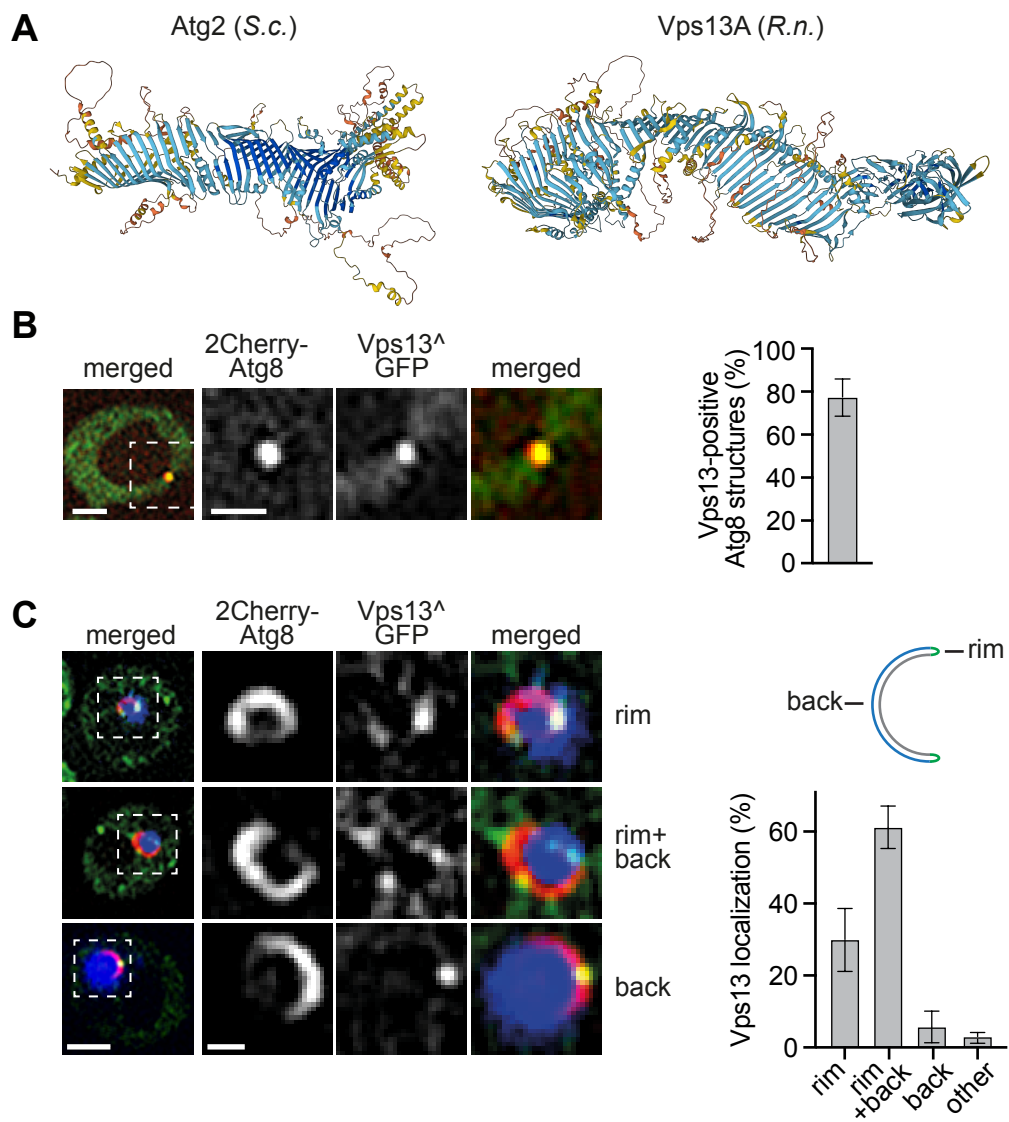 A
Atg2 (S.c.)
Vps13A (R.n.)
B
merged
2Cherry-
Atg8
Vps13^
GFP
merged
Vps13-positive
Atg8 structures (%)
100
80
60
40
20
0
C
merged
2Cherry-
Atg8
Vps13^
GFP
merged
rim
rim+
back
back
rim
back
Vps13 localization (%)
60
40
20
0
rim
rim
+back
back
other